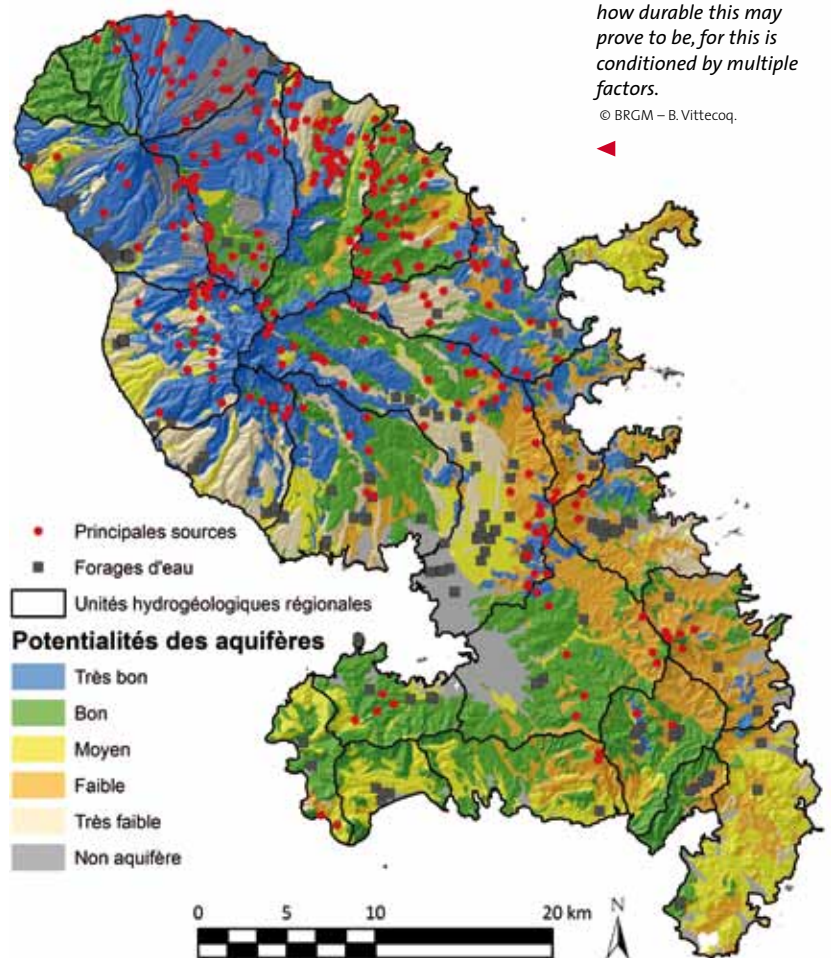 how durable this may
prove to be, for this is
conditioned by multiple
factors.
© BRGM – B. Vittecoq.
Principales sources
Forages d'eau
Unités hydrogéologiques régionales
Potentialités des aquifères
Très bon
Bon
Moyen
Faible
Très faible
Non aquifère
0 5 10 20 km
N